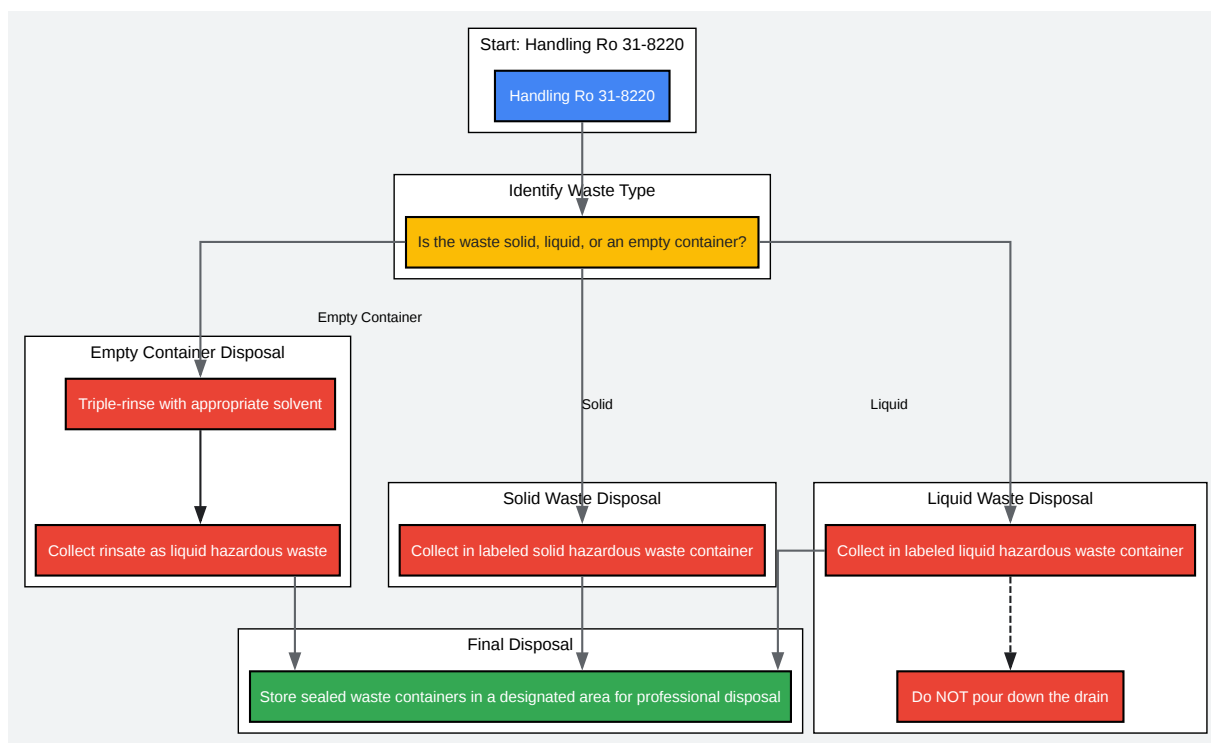 Start: Handling Ro 31-8220
Handling Ro 31-8220
Identify Waste Type
Is the waste solid, liquid, or an empty container?
Empty Container
Empty Container Disposal
Triple-rinse with appropriate solvent
Solid
Liquid
Solid Waste Disposal
Liquid Waste Disposal
Collect rinsate as liquid hazardous waste
Collect in labeled solid hazardous waste container
Collect in labeled liquid hazardous waste container
Final Disposal
Store sealed waste containers in a designated area for professional disposal
Do NOT pour down the drain